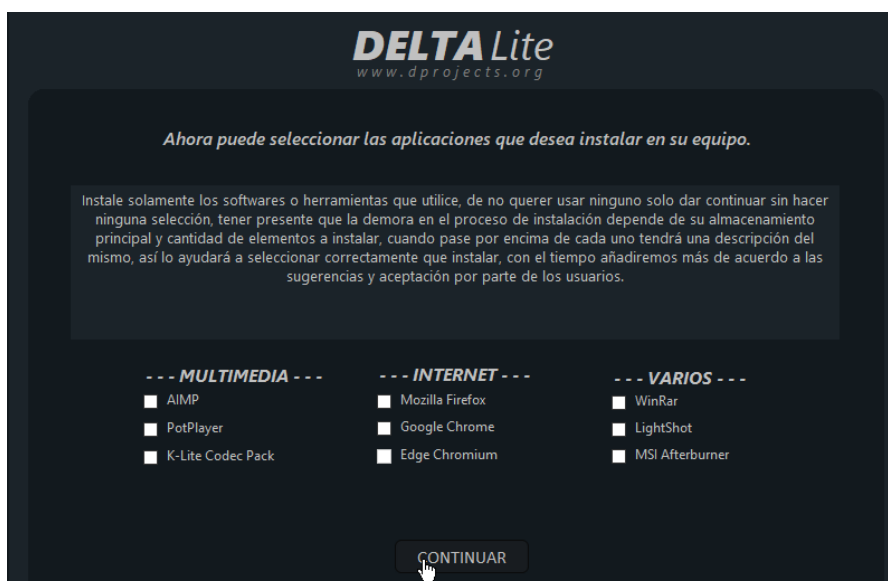 DELTA Lite
www.dprojects.org
Ahora puede seleccionar las aplicaciones que desea instalar en su equipo.
Instale solamente los softwares o herramientas que utilice, de no querer usar ninguno solo dar continuar sin hacer
ninguna selección, tener presente que la demora en el proceso de instalación depende de su almacenamiento
principal y cantidad de elementos a instalar, cuando pase por encima de cada uno tendrá una descripción del
mismo, así lo ayudará a seleccionar correctamente que instalar, con el tiempo añadiremos más de acuerdo a las
sugerencias y aceptación por parte de los usuarios.
- - - MULTIMEDIA - - -
AIMP
PotPlayer
K-Lite Codec Pack
- - - INTERNET - - -
Mozilla Firefox
Google Chrome
Edge Chromium
- - - VARIOS - - -
WinRar
LightShot
MSI Afterburner
CONTINUAR